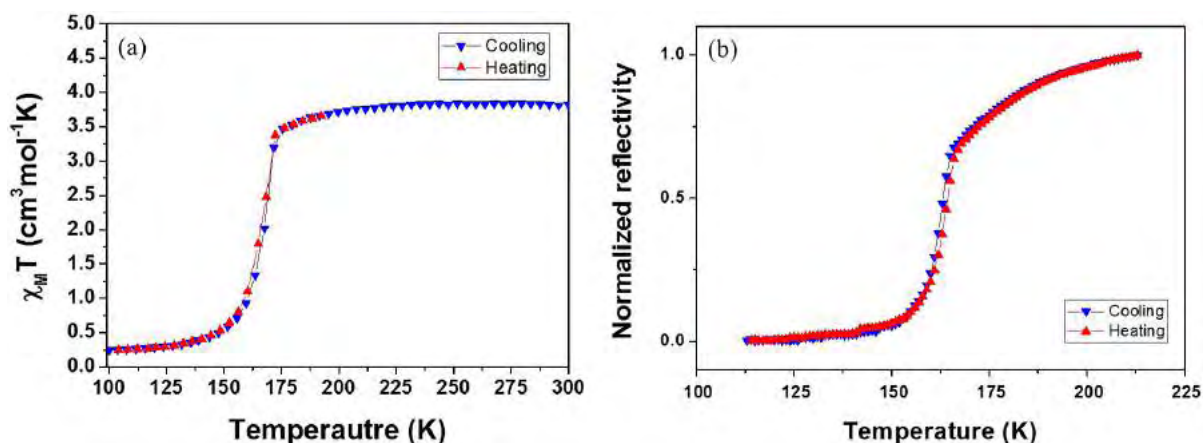 (a)
Cooling
Heating
5.0
4.5
4.0
3.5
3.0
2.5
2.0
1.5
1.0
0.5
0.0
χMT (cm³mol⁻¹K)
100 125 150 175 200 225 250 275 300
Temperautre (K)
(b)
1.0
0.5
0.0
Normalized reflectivity
Cooling
Heating
100 125 150 175 200 225
Temperature (K)